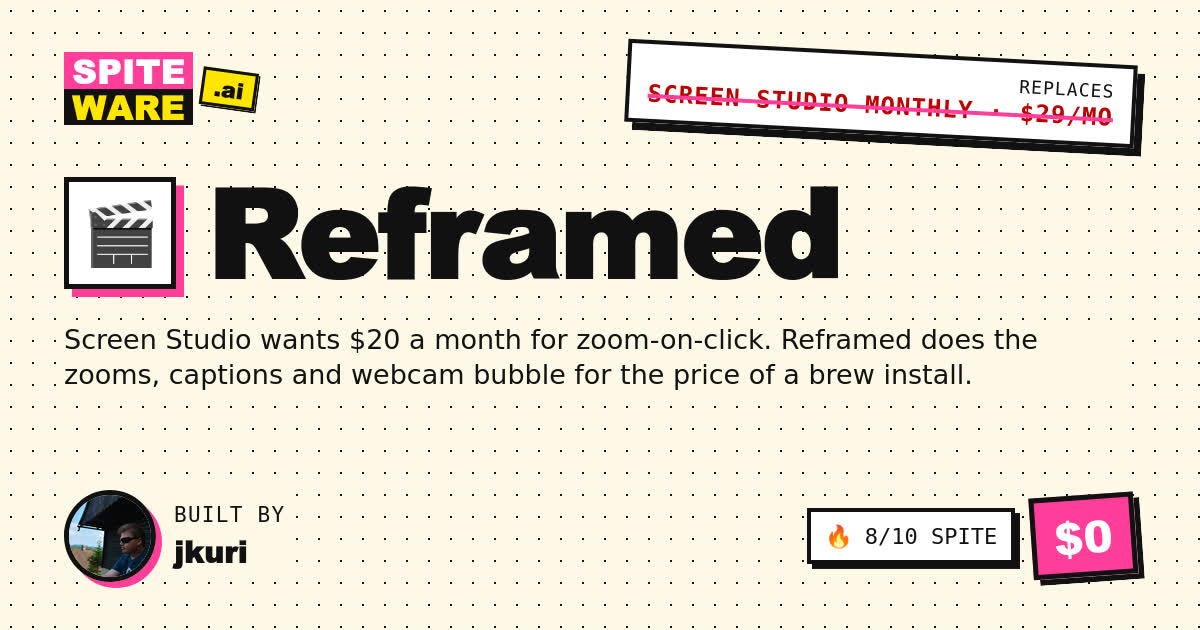 SPITE
WARE
.ai
REPLACES
SCREEN STUDIO MONTHLY · $29/MO
Reframed
Screen Studio wants $20 a month for zoom-on-click. Reframed does the
zooms, captions and webcam bubble for the price of a brew install.
BUILT BY
jkuri
🔥 8/10 SPITE
$0